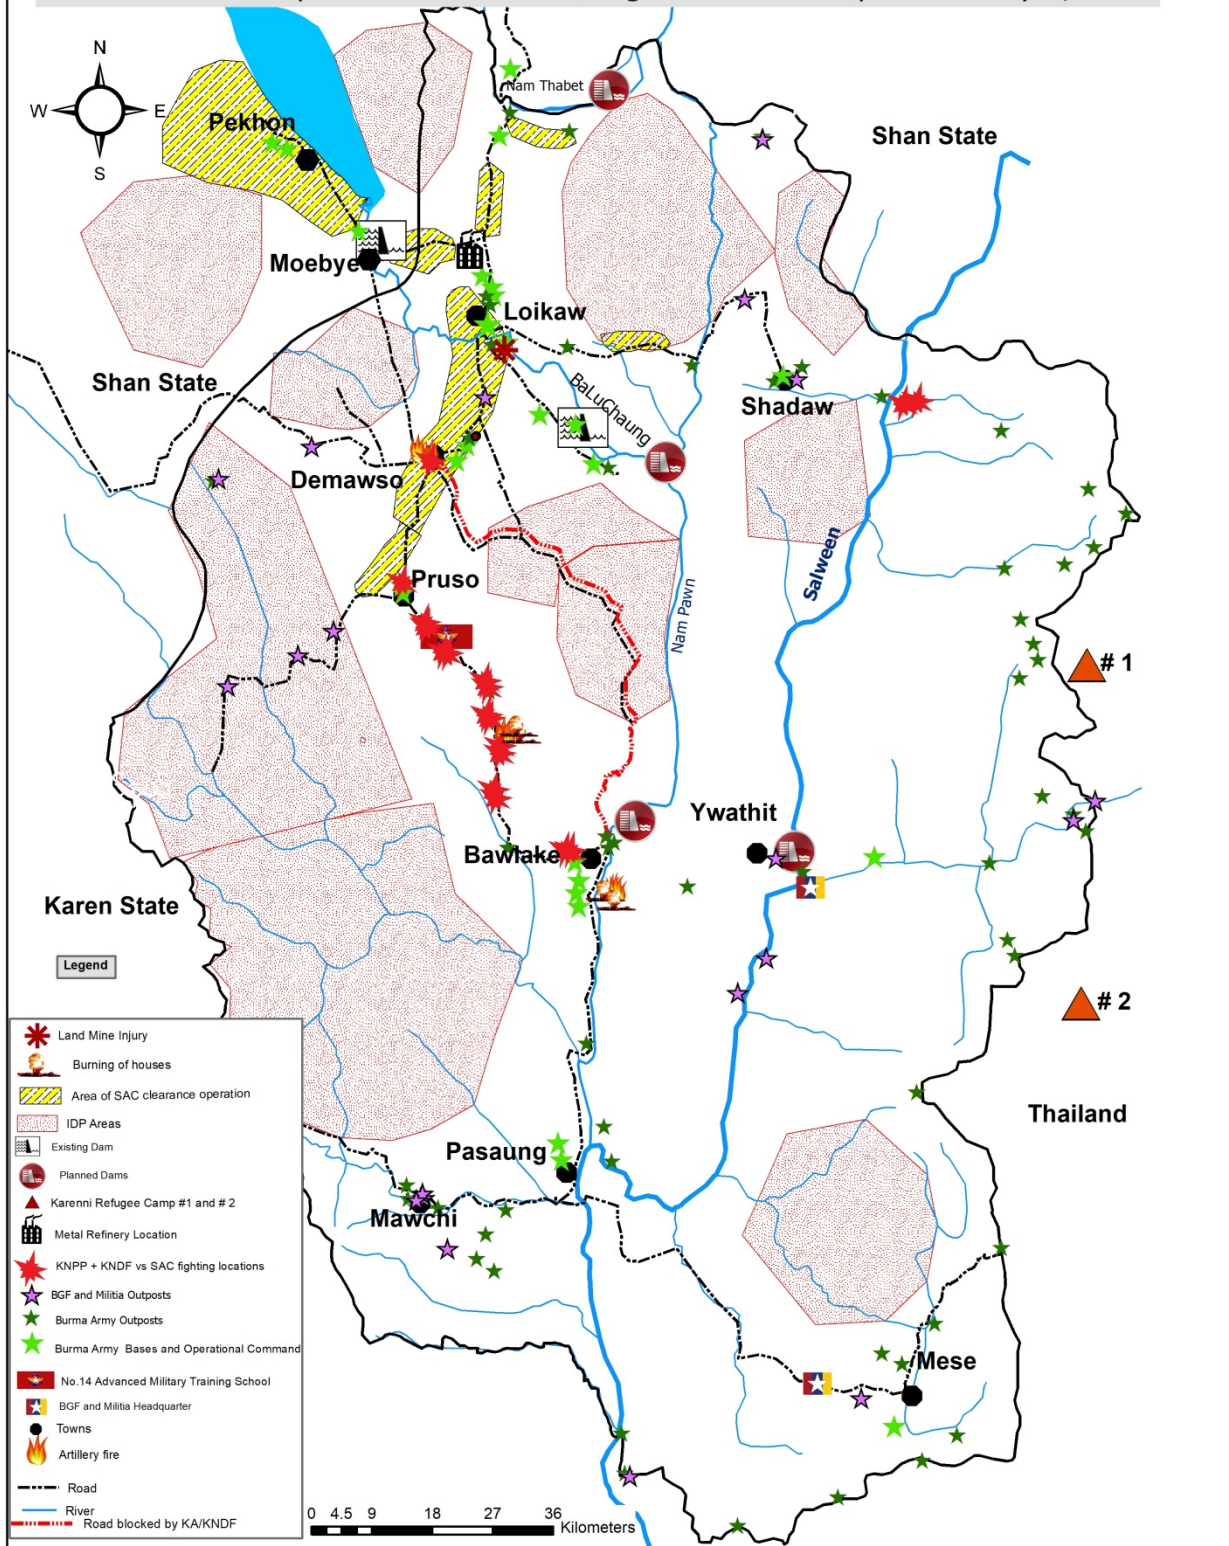 N
W
E
S
Nam Thabet
Pekhon
Shan State
Moebye
Loikaw
Shan State
BaLuChaung
Shadaw
Demawso
Salween
Pruso
Nam Pawn
# 1
Ywathit
Bawlake
Karen State
Legend
# 2
Land Mine Injury
Burning of houses
Area of SAC clearance operation
IDP Areas
Existing Dam
Planned Dams
Karenni Refugee Camp #1 and # 2
Metal Refinery Location
KNPP + KNDF vs SAC fighting locations
BGF and Militia Outposts
Burma Army Outposts
Burma Army Bases and Operational Command
No.14 Advanced Military Training School
BGF and Militia Headquarter
Towns
Artillery fire
Road
River
Road blocked by KA/KNDF
Thailand
Pasaung
Mawchi
Mese
0 4.5 9 18 27 36
Kilometers